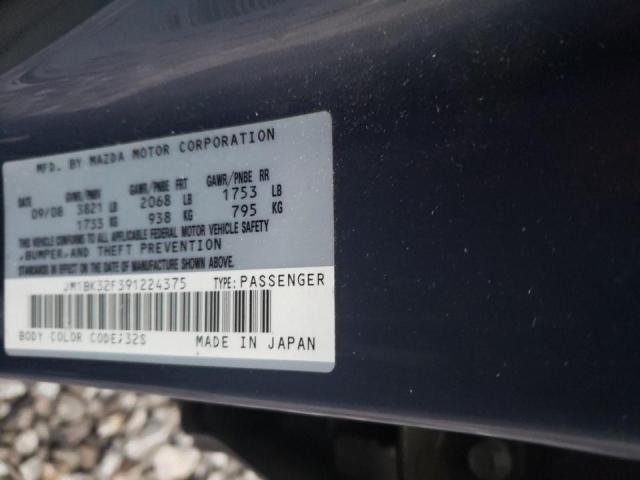 MFD. BY MAZDA MOTOR CORPORATION
DATE GVWR/PNBV GAWR/PNBE FRT GAWR/PNBE RR
09/08 3821 LB 2068 LB 1753 LB
1733 KG 938 KG 795 KG
THIS VEHICLE CONFORMS TO ALL APPLICABLE FEDERAL MOTOR VEHICLE SAFETY
,BUMPER,AND THEFT PREVENTION
STANDARDS IN EFFECT ON THE DATE OF MANUFACTURE SHOWN ABOVE.
JM1BK32F391224375 TYPE:PASSENGER
BODY COLOR CODE;32S MADE IN JAPAN